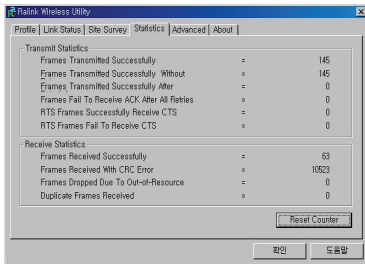 Ralink Wireless Utility
Profile Link Status Site Survey Statistics Advanced About
Transmit Statistics
Frames Transmitted Successfully = 145
Frames Transmitted Successfully Without = 145
Frames Transmitted Successfully After = 0
Frames Fail To Receive ACK After All Retries = 0
RTS Frames Successfully Receive CTS = 0
RTS Frames Fail To Receive CTS = 0
Receive Statistics
Frames Received Successfully = 63
Frames Received With CRC Error = 10523
Frames Dropped Due To Out-of-Resource = 0
Duplicate Frames Received = 0
Reset Counter
확인 도움말